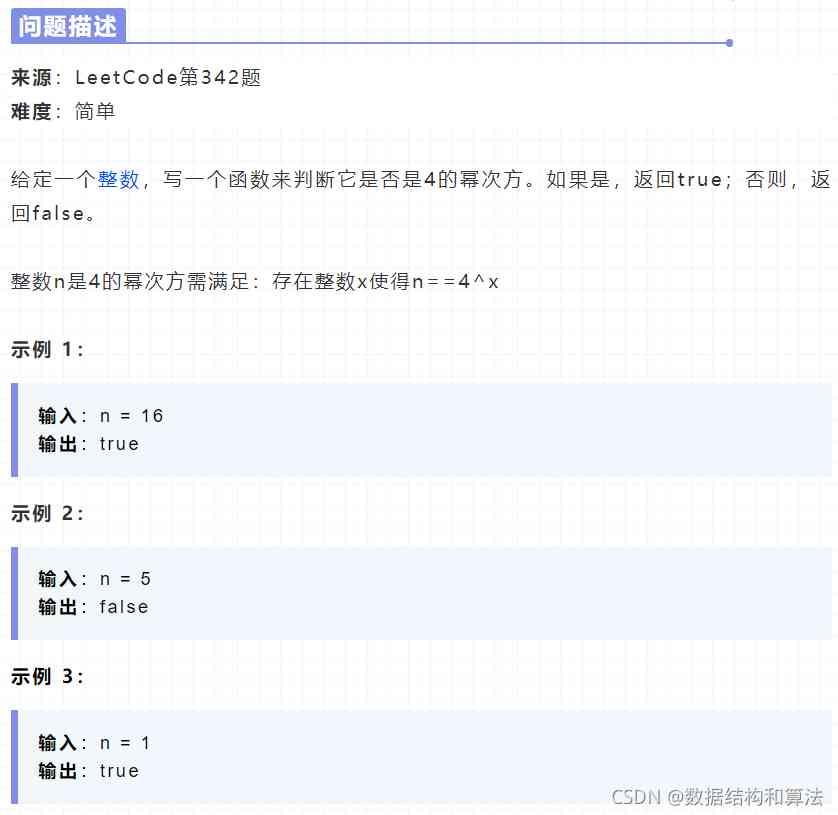 问题描述
来源：LeetCode第342题
难度：简单
给定一个整数，写一个函数来判断它是否是4的幂次方。如果是，返回true；否则，返
回false。
整数n是4的幂次方需满足：存在整数x使得n==4^x
示例 1：
输入：n = 16
输出：true
示例 2：
输入：n = 5
输出：false
示例 3：
输入：n = 1
输出：true
CSDN @数据结构和算法